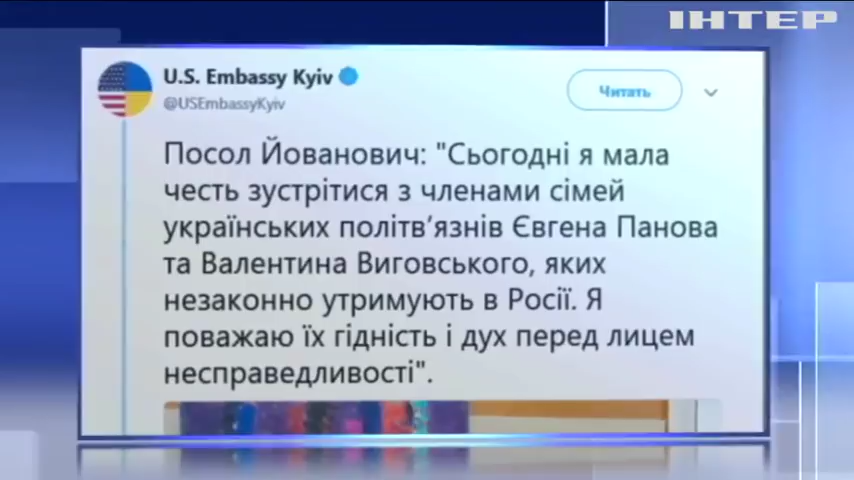 ІНТЕР
U.S. Embassy Kyiv
@USEmbassyKyiv
Читать
Посол Йованович: "Сьогодні я мала
честь зустрітися з членами сімей
українських політв’язнів Євгена Панова
та Валентина Виговського, яких
незаконно утримують в Росії. Я
поважаю їх гідність і дух перед лицем
несправедливості".